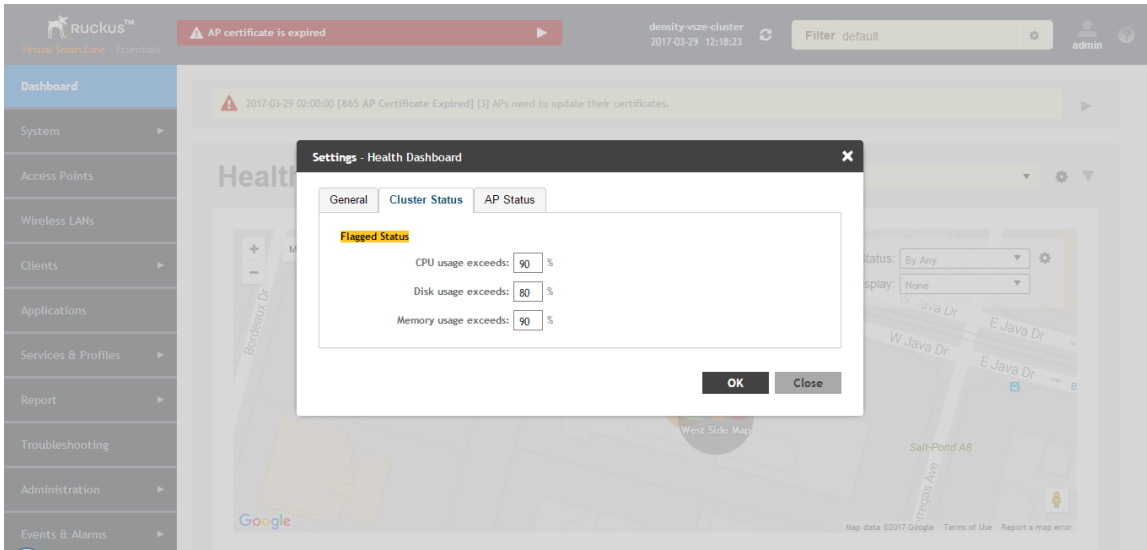 RUCKUS™
Virtual SmartZone - Essentials
AP certificate is expired
density-vsze-cluster
2017-03-29 12:18:23
Filter default
admin
Dashboard
System
Access Points
Wireless LANs
Clients
Applications
Services & Profiles
Report
Troubleshooting
Administration
Events & Alarms
2017-03-29 02:00:00 [865 AP Certificate Expired] [3] APs need to update their certificates.
Healt
Settings - Health Dashboard
General
Cluster Status
AP Status
Flagged Status
CPU usage exceeds: 90 %
Disk usage exceeds: 80 %
Memory usage exceeds: 90 %
OK
Close
+
M
−
Status: By Any
splay: None
Bordeaux Dr
W Java Dr
E Java Dr
W Java Dr
E Java Dr
B
West Side Map
Salt-Pond A8
rregas Ave
Google
Map data ©2017 Google
Terms of Use
Report a map error